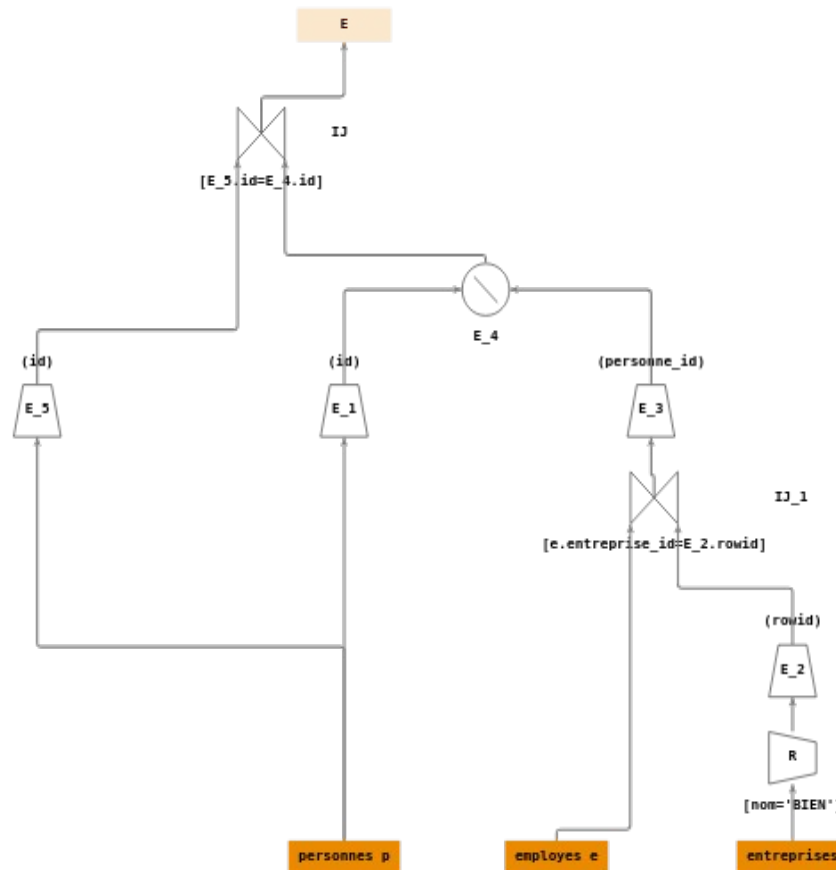 E
IJ
[E_5.id=E_4.id]
E_4
(id)
(id)
(personne_id)
E_5
E_1
E_3
IJ_1
[e.entreprise_id=E_2.rowid]
(rowid)
E_2
R
[nom='BIEN']
personnes p
employes e
entreprises